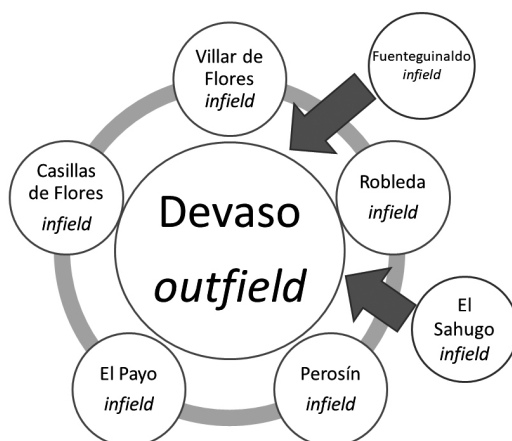 Villar de
Flores
infield
Fuenteguinaldo
infield
Casillas
de Flores
infield
Robleda
infield
Devaso
outfield
El
Sahugo
infield
El Payo
infield
Perosín
infield